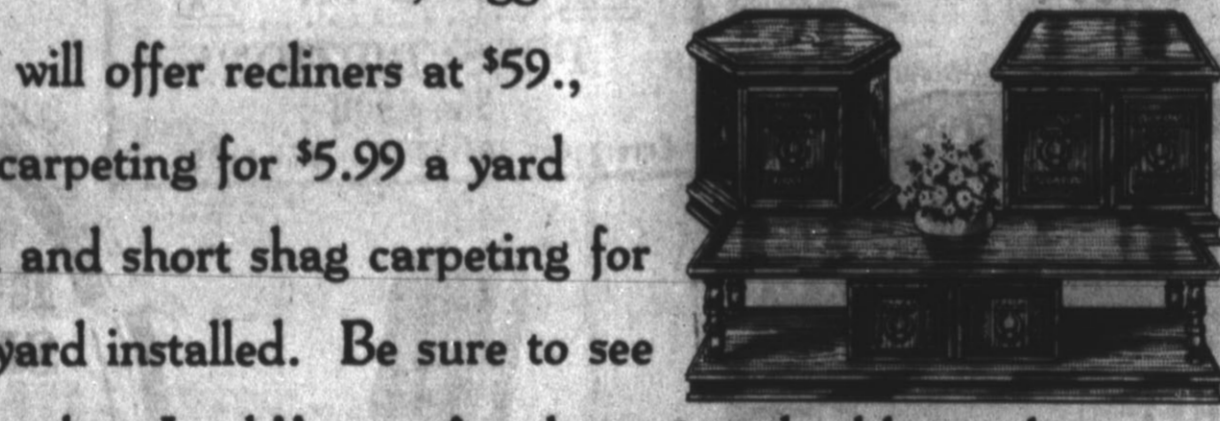 will offer recliners at $59.,
carpeting for $5.99 a yard
and short shag carpeting for
yard installed. Be sure to see